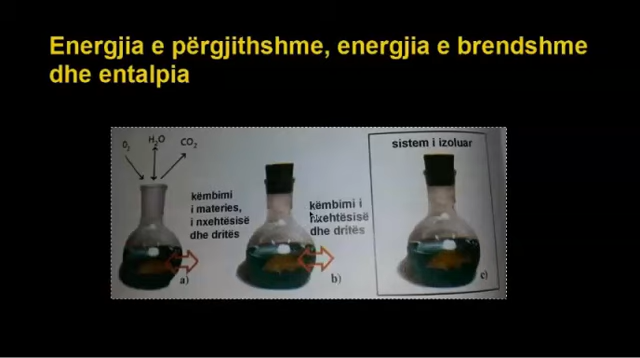 Energjia e përgjithshme, energjia e brendshme
dhe entalpia
O₂ H₂O CO₂
këmbimi
i materies,
i nxehtësisë
dhe dritës
a)
këmbimi i
nxehtësisë
dhe dritës
b)
sistem i izoluar
c)